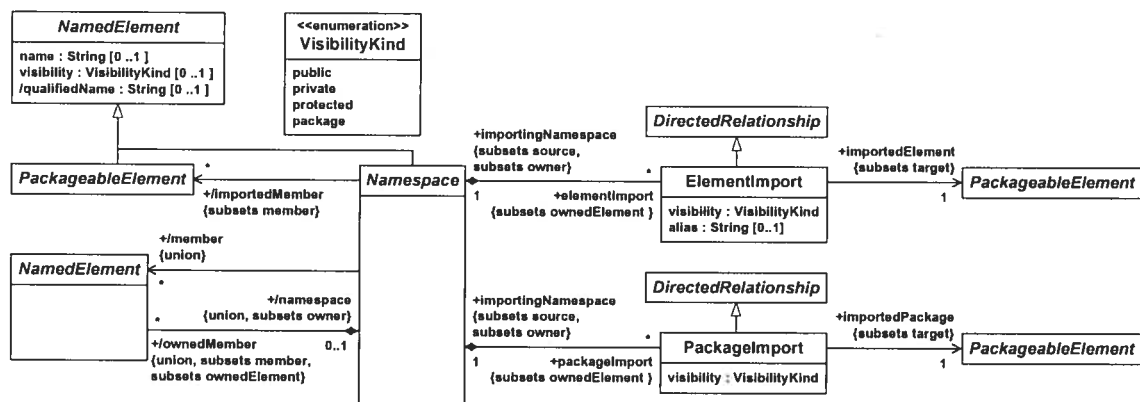 NamedElement
name : String [0 ..1 ]
visibility : VisibilityKind [0 ..1 ]
/qualifiedName : String [0 ..1 ]
<<enumeration>>
VisibilityKind
public
private
protected
package
PackageableElement
*
+/importedMember
{subsets member}
Namespace
+importingNamespace
{subsets source,
subsets owner}
1
*
+elementImport
{subsets ownedElement }
DirectedRelationship
ElementImport
visibility : VisibilityKind
alias : String [0..1]
+importedElement
{subsets target}
1
PackageableElement
+/member
{union}
*
NamedElement
*
+/namespace
{union, subsets owner}
0..1
+/ownedMember
{union, subsets member,
subsets ownedElement}
+importingNamespace
{subsets source,
subsets owner}
1
*
+packageImport
{subsets ownedElement }
DirectedRelationship
PackageImport
visibility : VisibilityKind
+importedPackage
{subsets target}
1
PackageableElement